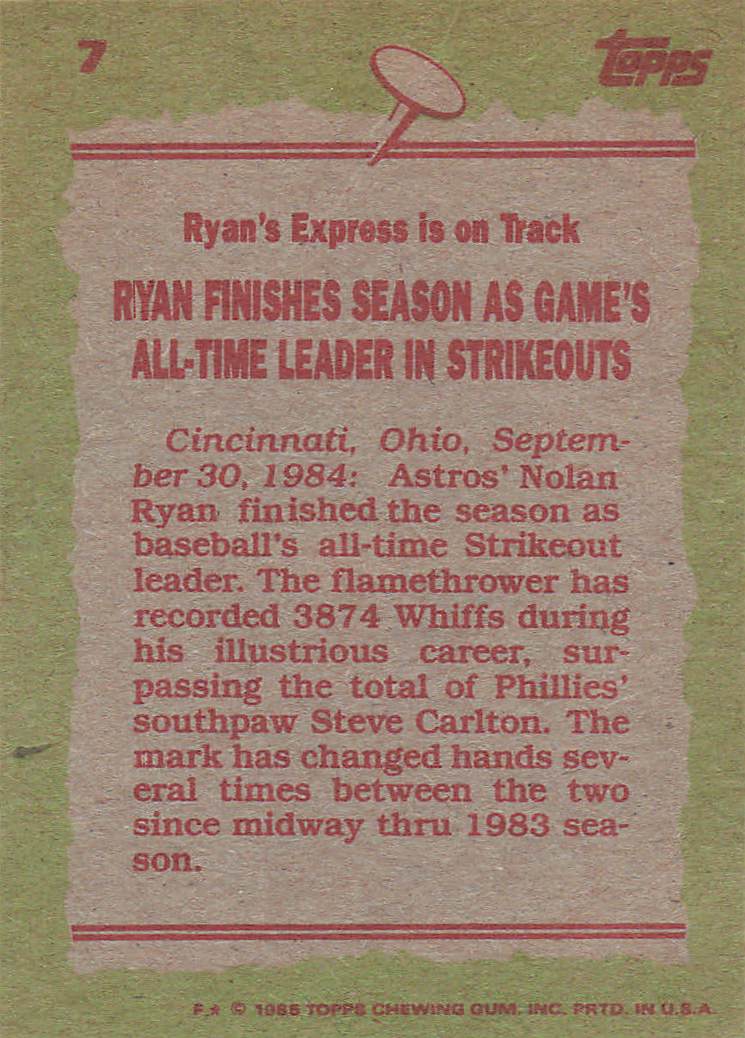 7
Topps
Ryan's Express is on Track
RYAN FINISHES SEASON AS GAME'S
ALL-TIME LEADER IN STRIKEOUTS
Cincinnati, Ohio, Septem-
ber 30, 1984: Astros' Nolan
Ryan finished the season as
baseball's all-time Strikeout
leader. The flamethrower has
recorded 3874 Whiffs during
his illustrious career, sur-
passing the total of Phillies'
southpaw Steve Carlton. The
mark has changed hands sev-
eral times between the two
since midway thru 1983 sea-
son.
F★ © 1985 TOPPS CHEWING GUM, INC. PRTD. IN U.S.A.